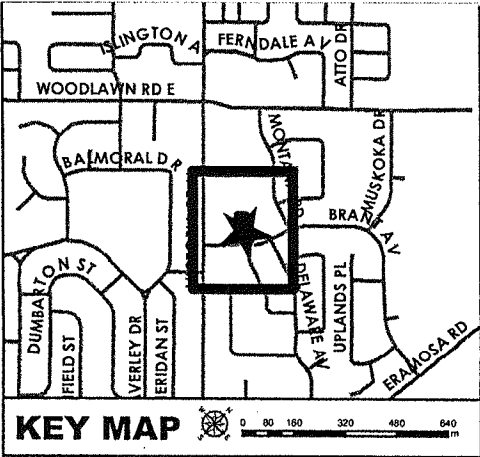 ISLINGTON A
FERNDALE AV
ATTO DR
WOODLAWN RD E
MUSKOKA DR
BALMORAL DR
BRANT AV
DUMBARTON ST
FIELD ST
VERLEY DR
ERIDAN ST
DELAWARE AV
UPLANDS PL
ERAMOSA RD
KEY MAP
0 80 160 320 480 640
m